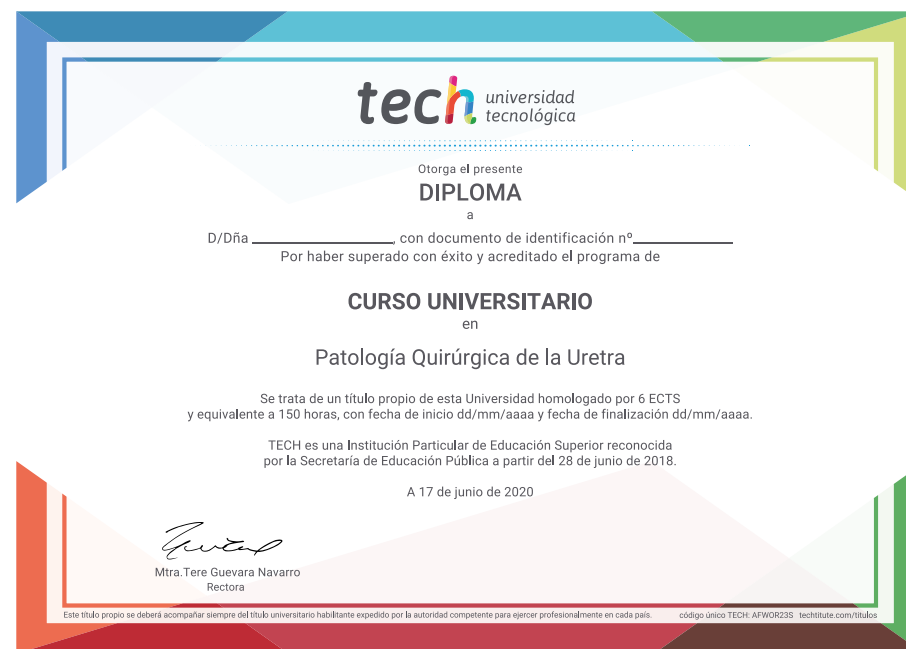 tech universidad
tecnológica
Otorga el presente
DIPLOMA
a
D/Dña ______________, con documento de identificación nº__________
Por haber superado con éxito y acreditado el programa de
CURSO UNIVERSITARIO
en
Patología Quirúrgica de la Uretra
Se trata de un título propio de esta Universidad homologado por 6 ECTS
y equivalente a 150 horas, con fecha de inicio dd/mm/aaaa y fecha de finalización dd/mm/aaaa.
TECH es una Institución Particular de Educación Superior reconocida
por la Secretaría de Educación Pública a partir del 28 de junio de 2018.
A 17 de junio de 2020
Mtra.Tere Guevara Navarro
Rectora
Este título propio se deberá acompañar siempre del título universitario habilitante expedido por la autoridad competente para ejercer profesionalmente en cada país. código único TECH: AFWOR23S techtitute.com/titulos